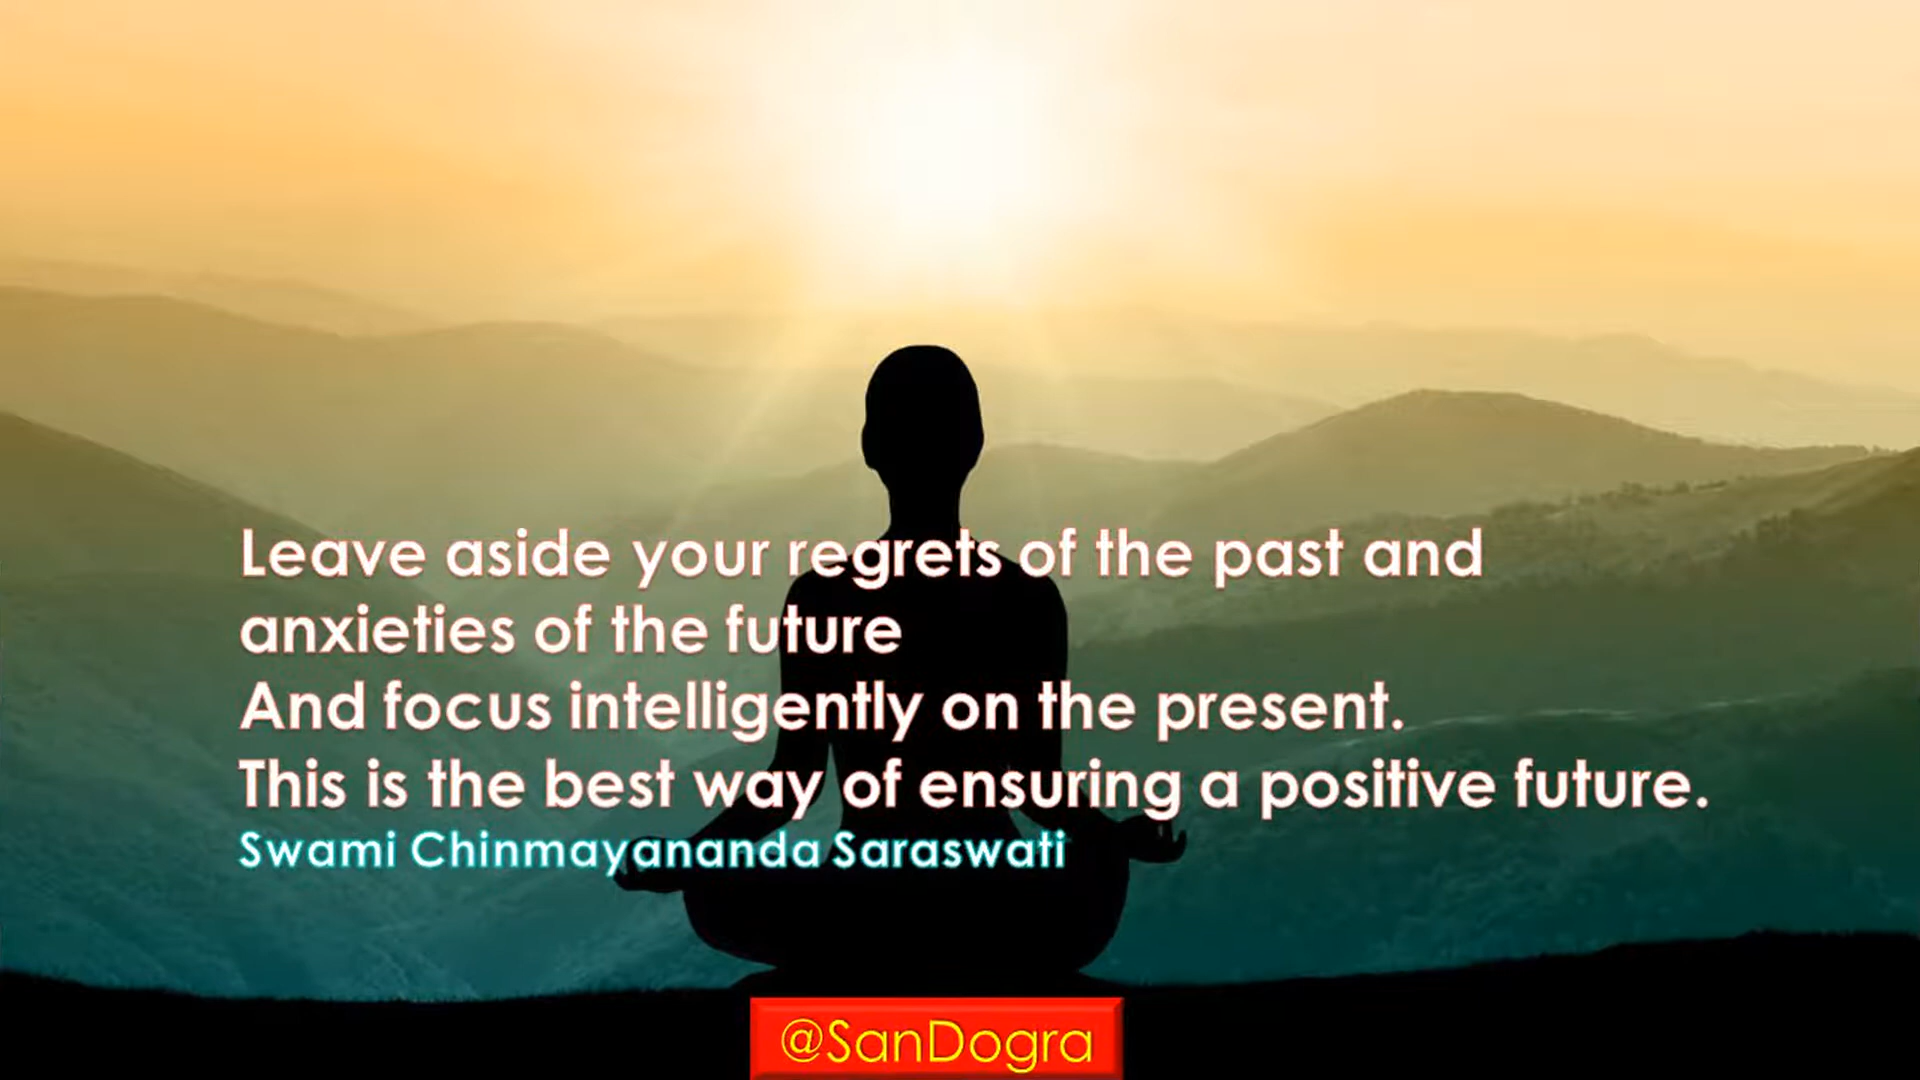 Leave aside your regrets of the past and
anxieties of the future
And focus intelligently on the present.
This is the best way of ensuring a positive future.
Swami Chinmayananda Saraswati
@SanDogra